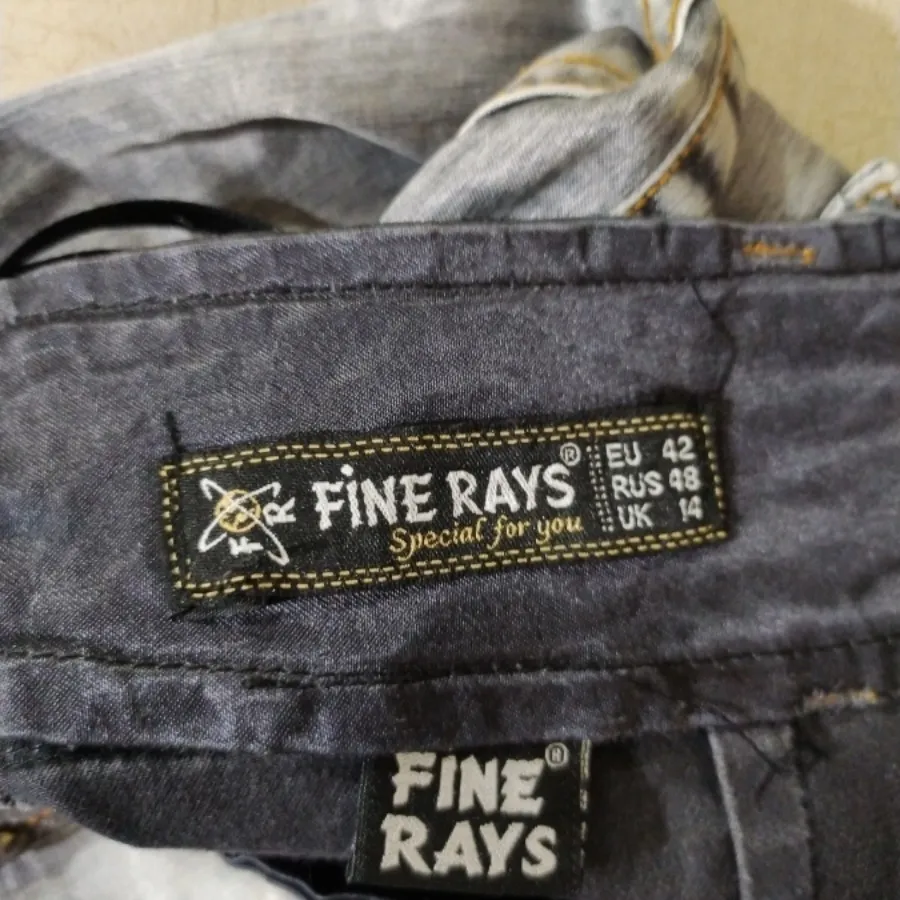 FR
FINE RAYS®
Special for you
EU 42
RUS 48
UK 14
FINE®
RAYS